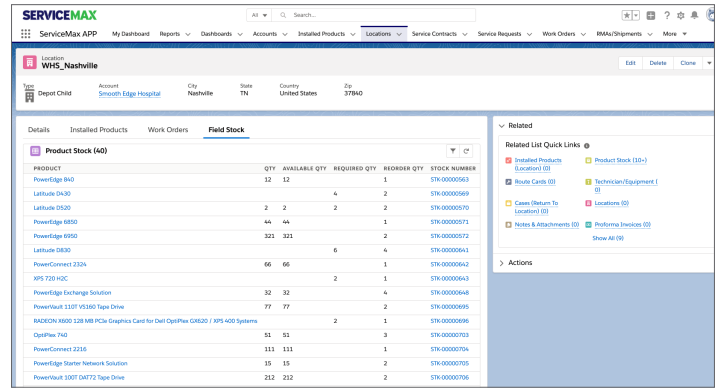 SERVICEMAX
All
Search...
ServiceMax APP My Dashboard Reports Dashboards Accounts Installed Products Locations Service Contracts Service Requests Work Orders RMAs/Shipments More
Location
WHS_Nashville
Edit Delete Clone
Type Account City State Country Zip
Depot Child Smooth Edge Hospital Nashville TN United States 37840
Details Installed Products Work Orders Field Stock
Product Stock (40)
PRODUCT QTY AVAILABLE QTY REQUIRED QTY REORDER QTY STOCK NUMBER
PowerEdge 840 12 12 1 STK-00000563
Latitude D430 4 2 STK-00000569
Latitude D520 2 2 2 2 STK-00000570
PowerEdge 6850 44 44 1 STK-00000571
PowerEdge 6950 321 321 2 STK-00000572
Latitude D830 6 4 STK-00000641
PowerConnect 2324 66 66 1 STK-00000642
XPS 720 H2C 2 1 STK-00000643
PowerEdge Exchange Solution 32 32 4 STK-00000648
PowerVault 110T VS160 Tape Drive 77 77 2 STK-00000695
RADEON X600 128 MB PCIe Graphics Card for Dell OptiPlex GX620 / XPS 400 Systems 2 1 STK-00000696
OptiPlex 740 51 51 3 STK-00000703
PowerConnect 2216 111 111 1 STK-00000704
PowerEdge Starter Network Solution 15 15 2 STK-00000705
PowerVault 100T DAT72 Tape Drive 212 212 2 STK-00000706
Related
Related List Quick Links
Installed Products (Location) (0)
Product Stock (10+)
Route Cards (0)
Technician/Equipment (0)
Cases (Return To Location) (0)
Locations (0)
Notes & Attachments (0)
Proforma Invoices (0)
Show All (9)
Actions